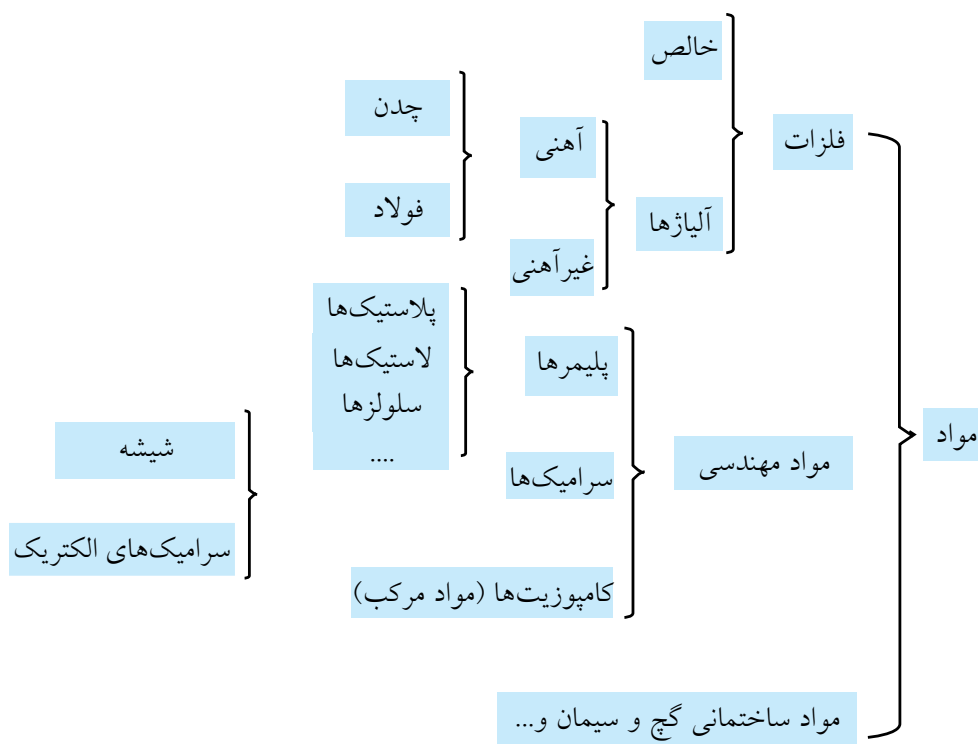 مواد
فلزات
خالص
آلیاژها
آهنی
چدن
فولاد
غیرآهنی
مواد مهندسی
پلیمرها
پلاستیک‌ها
لاستیک‌ها
سلولزها
....
سرامیک‌ها
شیشه
سرامیک‌های الکتریک
کامپوزیت‌ها (مواد مرکب)
مواد ساختمانی گچ و سیمان و...